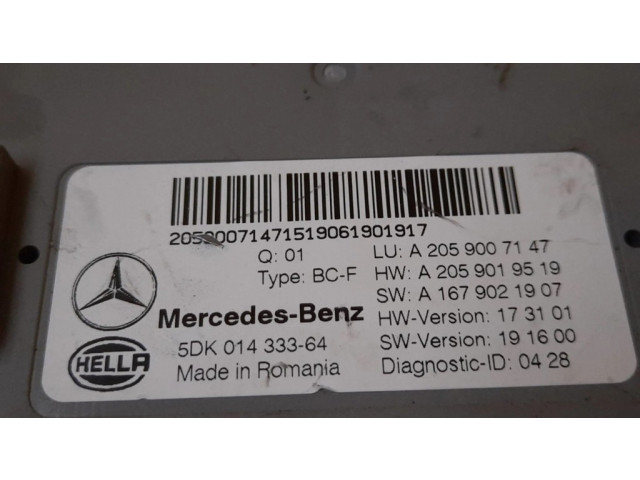 20590071471519061901917
Q: 01
Type: BC-F
LU: A 205 900 71 47
HW: A 205 901 95 19
SW: A 167 902 19 07
HW-Version: 17 31 01
SW-Version: 19 16 00
Diagnostic-ID: 04 28
Mercedes-Benz
5DK 014 333-64
Made in Romania
HELLA